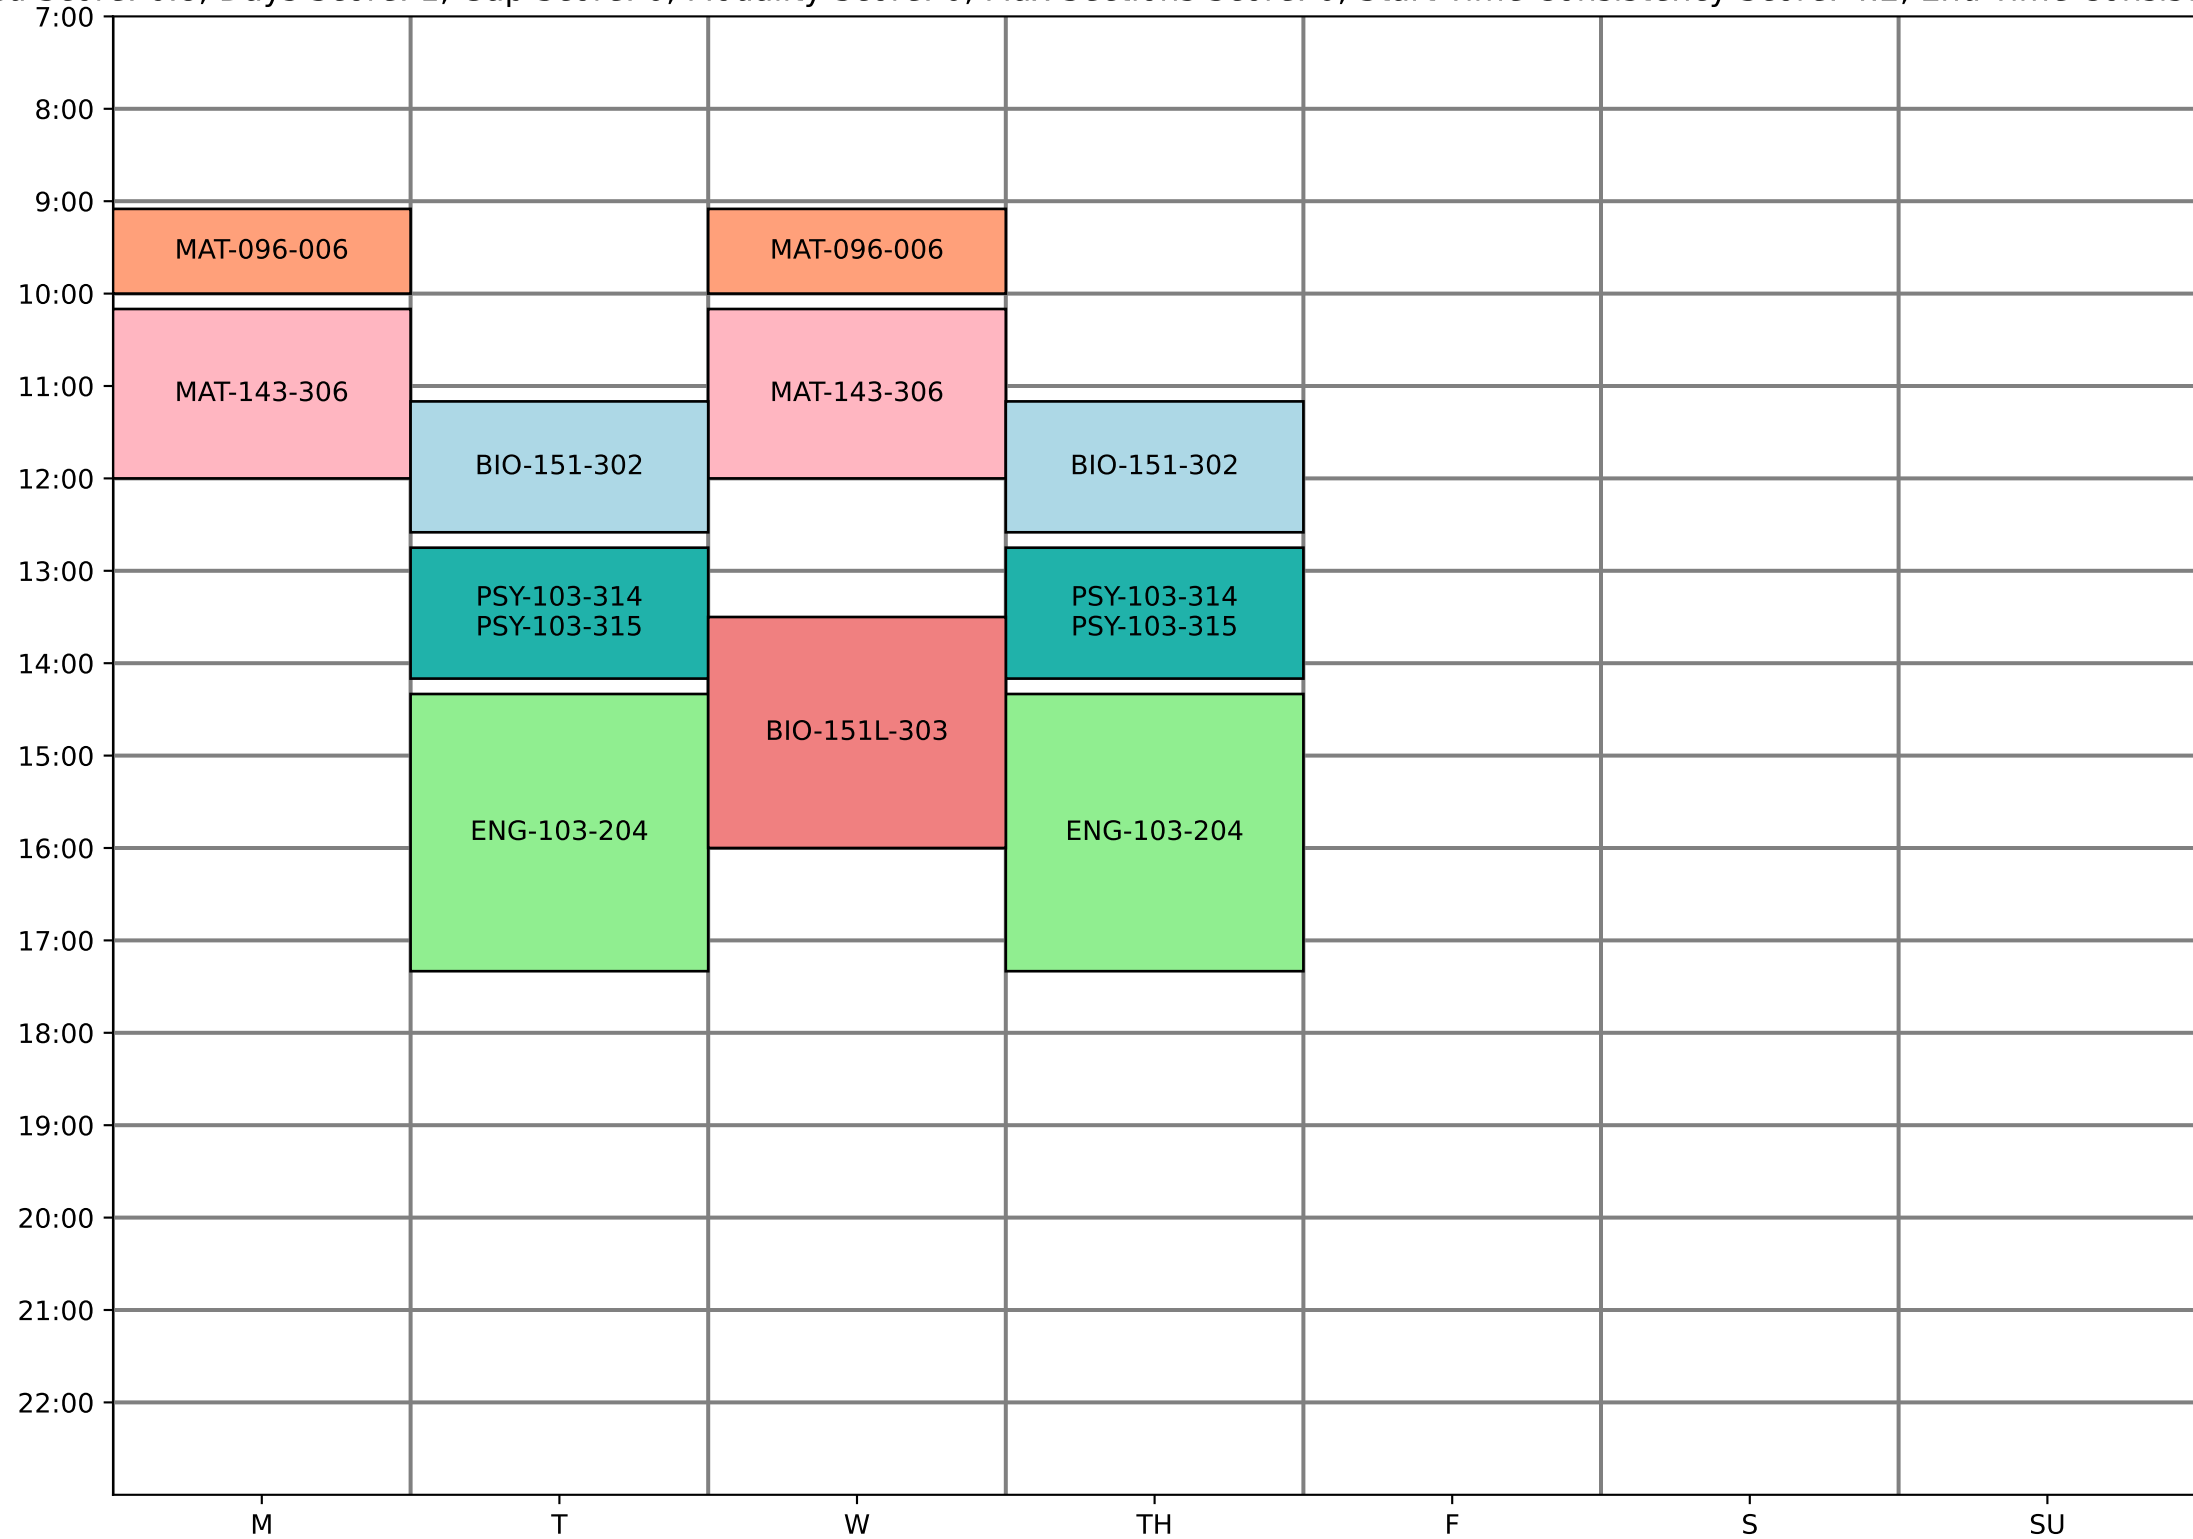 7:00
8:00
9:00
MAT-096-006 MAT-096-006
10:00
11:00
MAT-143-306 MAT-143-306
BIO-151-302 BIO-151-302
12:00
13:00
PSY-103-314 PSY-103-314
PSY-103-315 PSY-103-315
14:00
BIO-151L-303
15:00
ENG-103-204 ENG-103-204
16:00
17:00
18:00
19:00
20:00
21:00
22:00
M T W TH F S SU